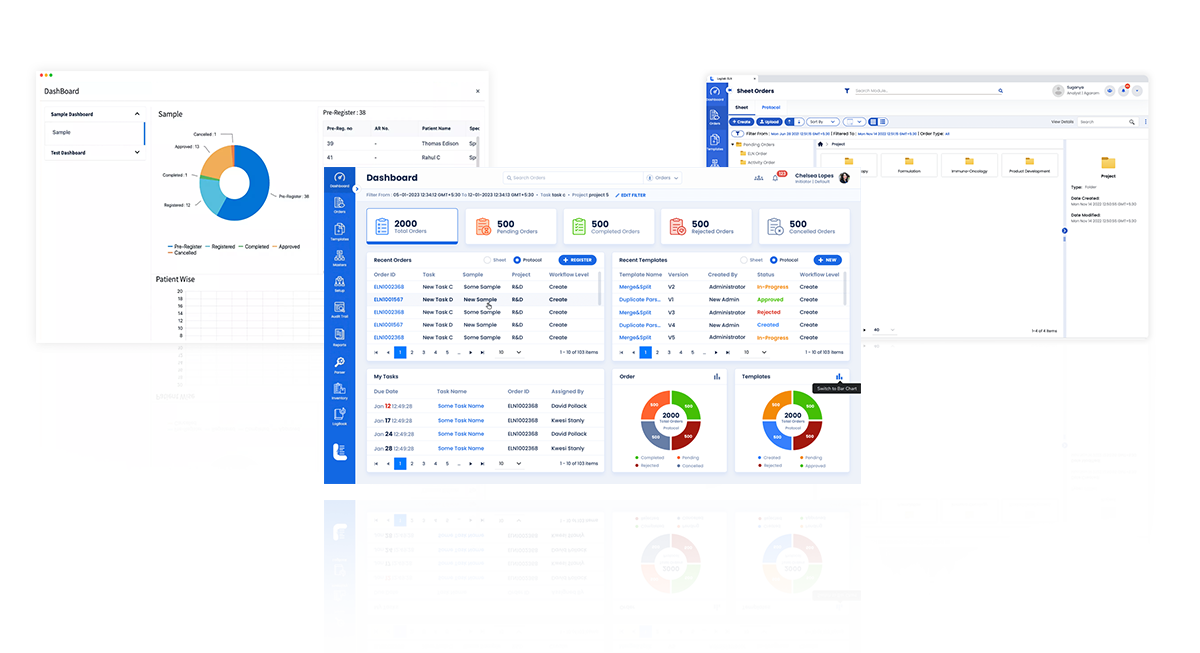 DashBoard
Sample Dashboard
Sample
Test Dashboard
Sample
Cancelled : 1
Approved : 13
Completed : 1
Registered : 12
Pre-Register : 38
Pre-Register Registered Completed Approved
Cancelled
Pre-Register : 38
Pre-Reg. no AR No. Patient Name
39 - Thomas Edison
41 - Rahul C
Patient Wise
20
18
16
14
12
10
8
Dashboard
Orders
Templates
Masters
Setup
Audit Trail
Reports
Parser
Inventory
LogBook
Dashboard
Search Orders
Orders
Chelsea Lopes
Initiator | Default
Filter From : 05-01-2023 12:34:12 GMT+5:30 to 12-01-2023 12:34:13 GMT+5:30 • Task task c • Project project 5 EDIT FILTER
2000
Total Orders
500
Pending Orders
500
Completed Orders
500
Rejected Orders
500
Cancelled Orders
Recent Orders Sheet Protocol + REGISTER
Order ID Task Sample Project Workflow Level
ELN1002368 New Task C Some Sample R&D Create
ELN1001567 New Task D New Sample R&D Create
ELN1002368 New Task C Some Sample R&D Create
ELN1001567 New Task D New Sample R&D Create
ELN1002368 New Task C Some Sample R&D Create
1 2 3 4 5 ... 10 1 - 10 of 103 items
Recent Templates Sheet Protocol + NEW
Template Name Version Created By Status Workflow Level
Merge&Split V2 Administrator In-Progress Create
Duplicate Pars... V1 New Admin Approved Create
Merge&Split V3 Administrator Rejected Create
Duplicate Pars... V4 New Admin Created Create
Merge&Split V5 Administrator In-Progress Create
1 2 3 4 5 ... 10 1 - 10 of 103 items
My Tasks
Due Date Task Name Order ID Assigned By
Jan 12 12:49:28 Some Task Name ELN1002368 David Pollack
Jan 17 12:49:28 Some Task Name ELN1002368 Kwesi Stanly
Jan 24 12:49:28 Some Task Name ELN1002368 David Pollack
Jan 28 12:49:28 Some Task Name ELN1002368 Kwesi Stanly
1 2 3 4 5 ... 10 1 - 10 of 103 items
Order
500
500
500
500
2000
Total Orders
Protocol
Completed Pending
Rejected Cancelled
Templates
Switch to Bar Chart
500
500
500
500
2000
Total Orders
Protocol
Created Pending
Rejected Approved
Dashboard
Orders
Templates
Sheet Orders
Search Module...
Suganya
Analyst | Agaram
Sheet Protocol
+ Create Upload Sort By
View Details Search
Pending Orders
ELN Order
Activity Order
Project
Formulation
Immuno-Oncology
Product Development
Project
Type: Folder
Date Created:
Date Modified:
40
1-4 of 4 items